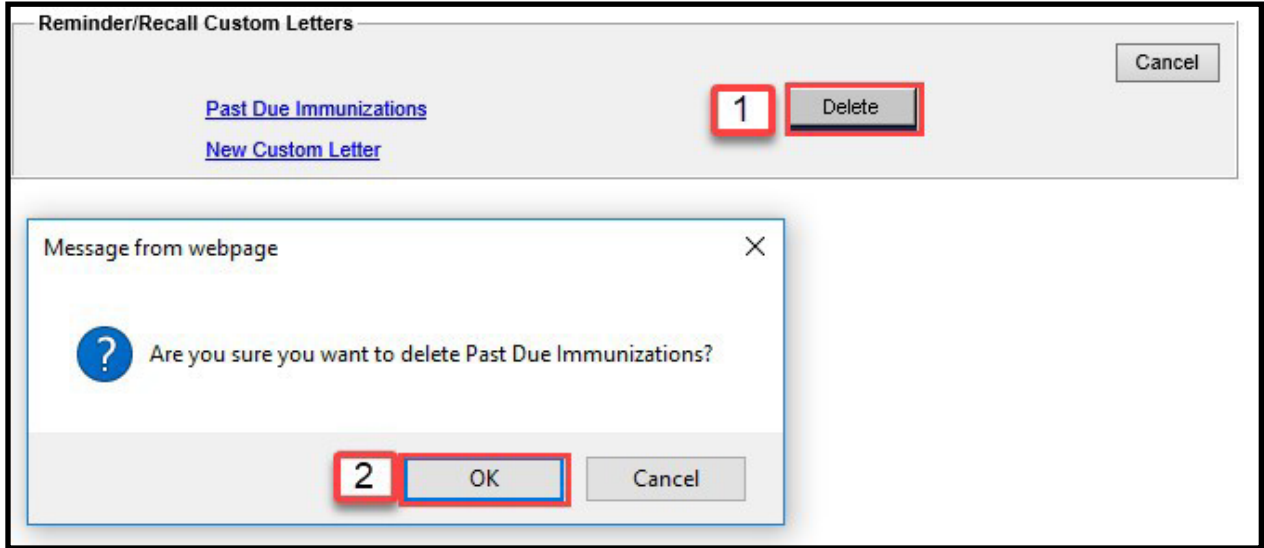 Reminder/Recall Custom Letters
Cancel
Past Due Immunizations
1
Delete
New Custom Letter
Message from webpage
? Are you sure you want to delete Past Due Immunizations?
2
OK
Cancel